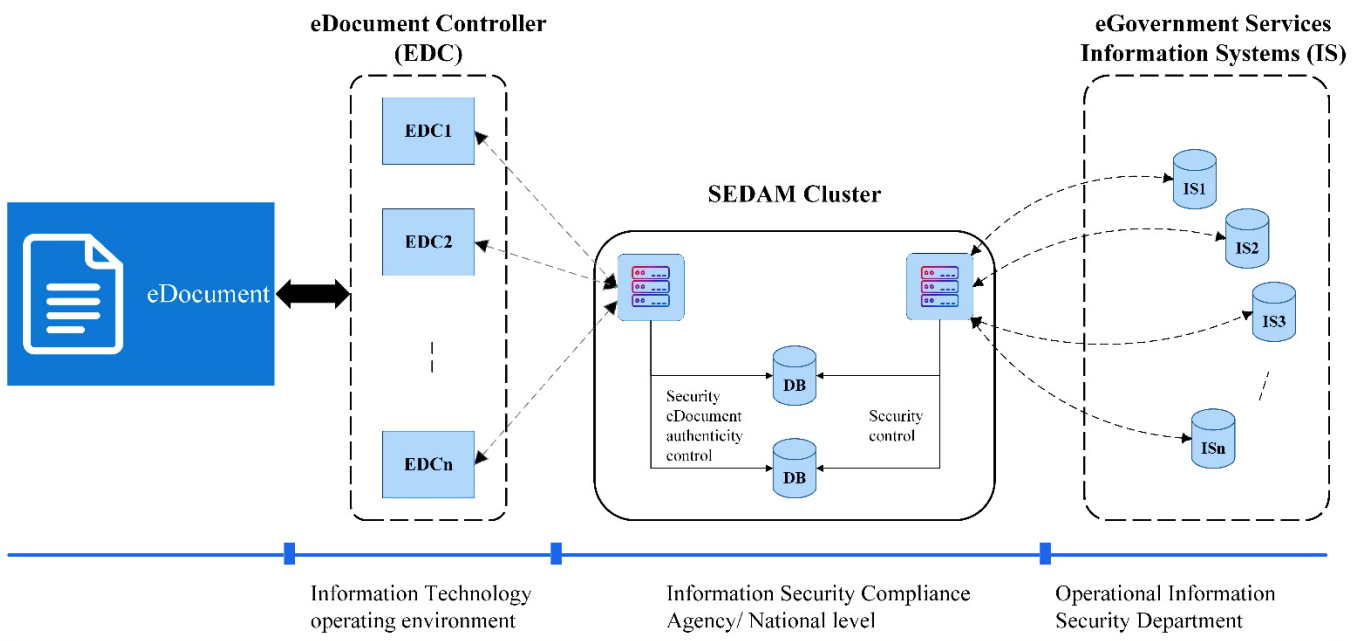 eDocument Controller
(EDC)
eGovernment Services
Information Systems (IS)
EDC1
EDC2
EDCn
eDocument
SEDAM Cluster
DB
DB
Security
eDocument
authenticity
control
Security
control
IS1
IS2
IS3
ISn
Information Technology
operating environment
Information Security Compliance
Agency/ National level
Operational Information
Security Department